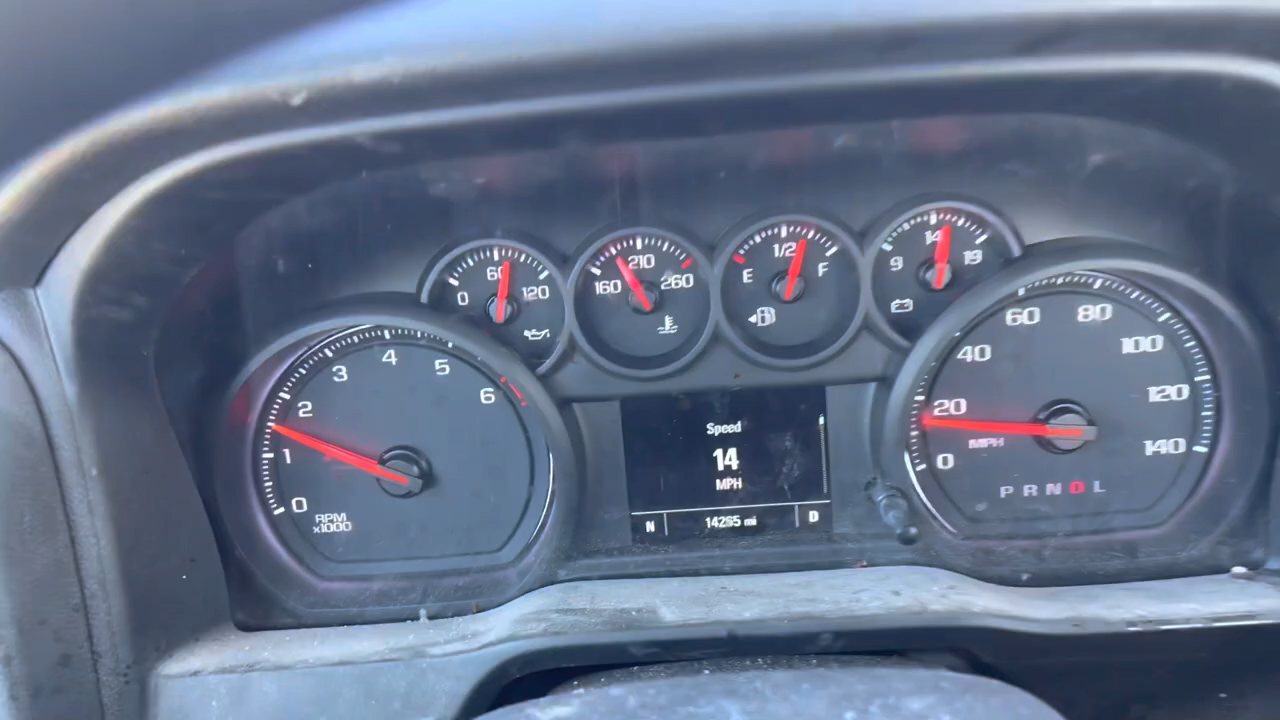 0 60 120
160 210 260
E 1/2 F
9 14 19
0 1 2 3 4 5 6
RPM
x1000
Speed
14
MPH
N 14265 mi D
0 20 40 60 80 100 120 140
MPH
P R N D L